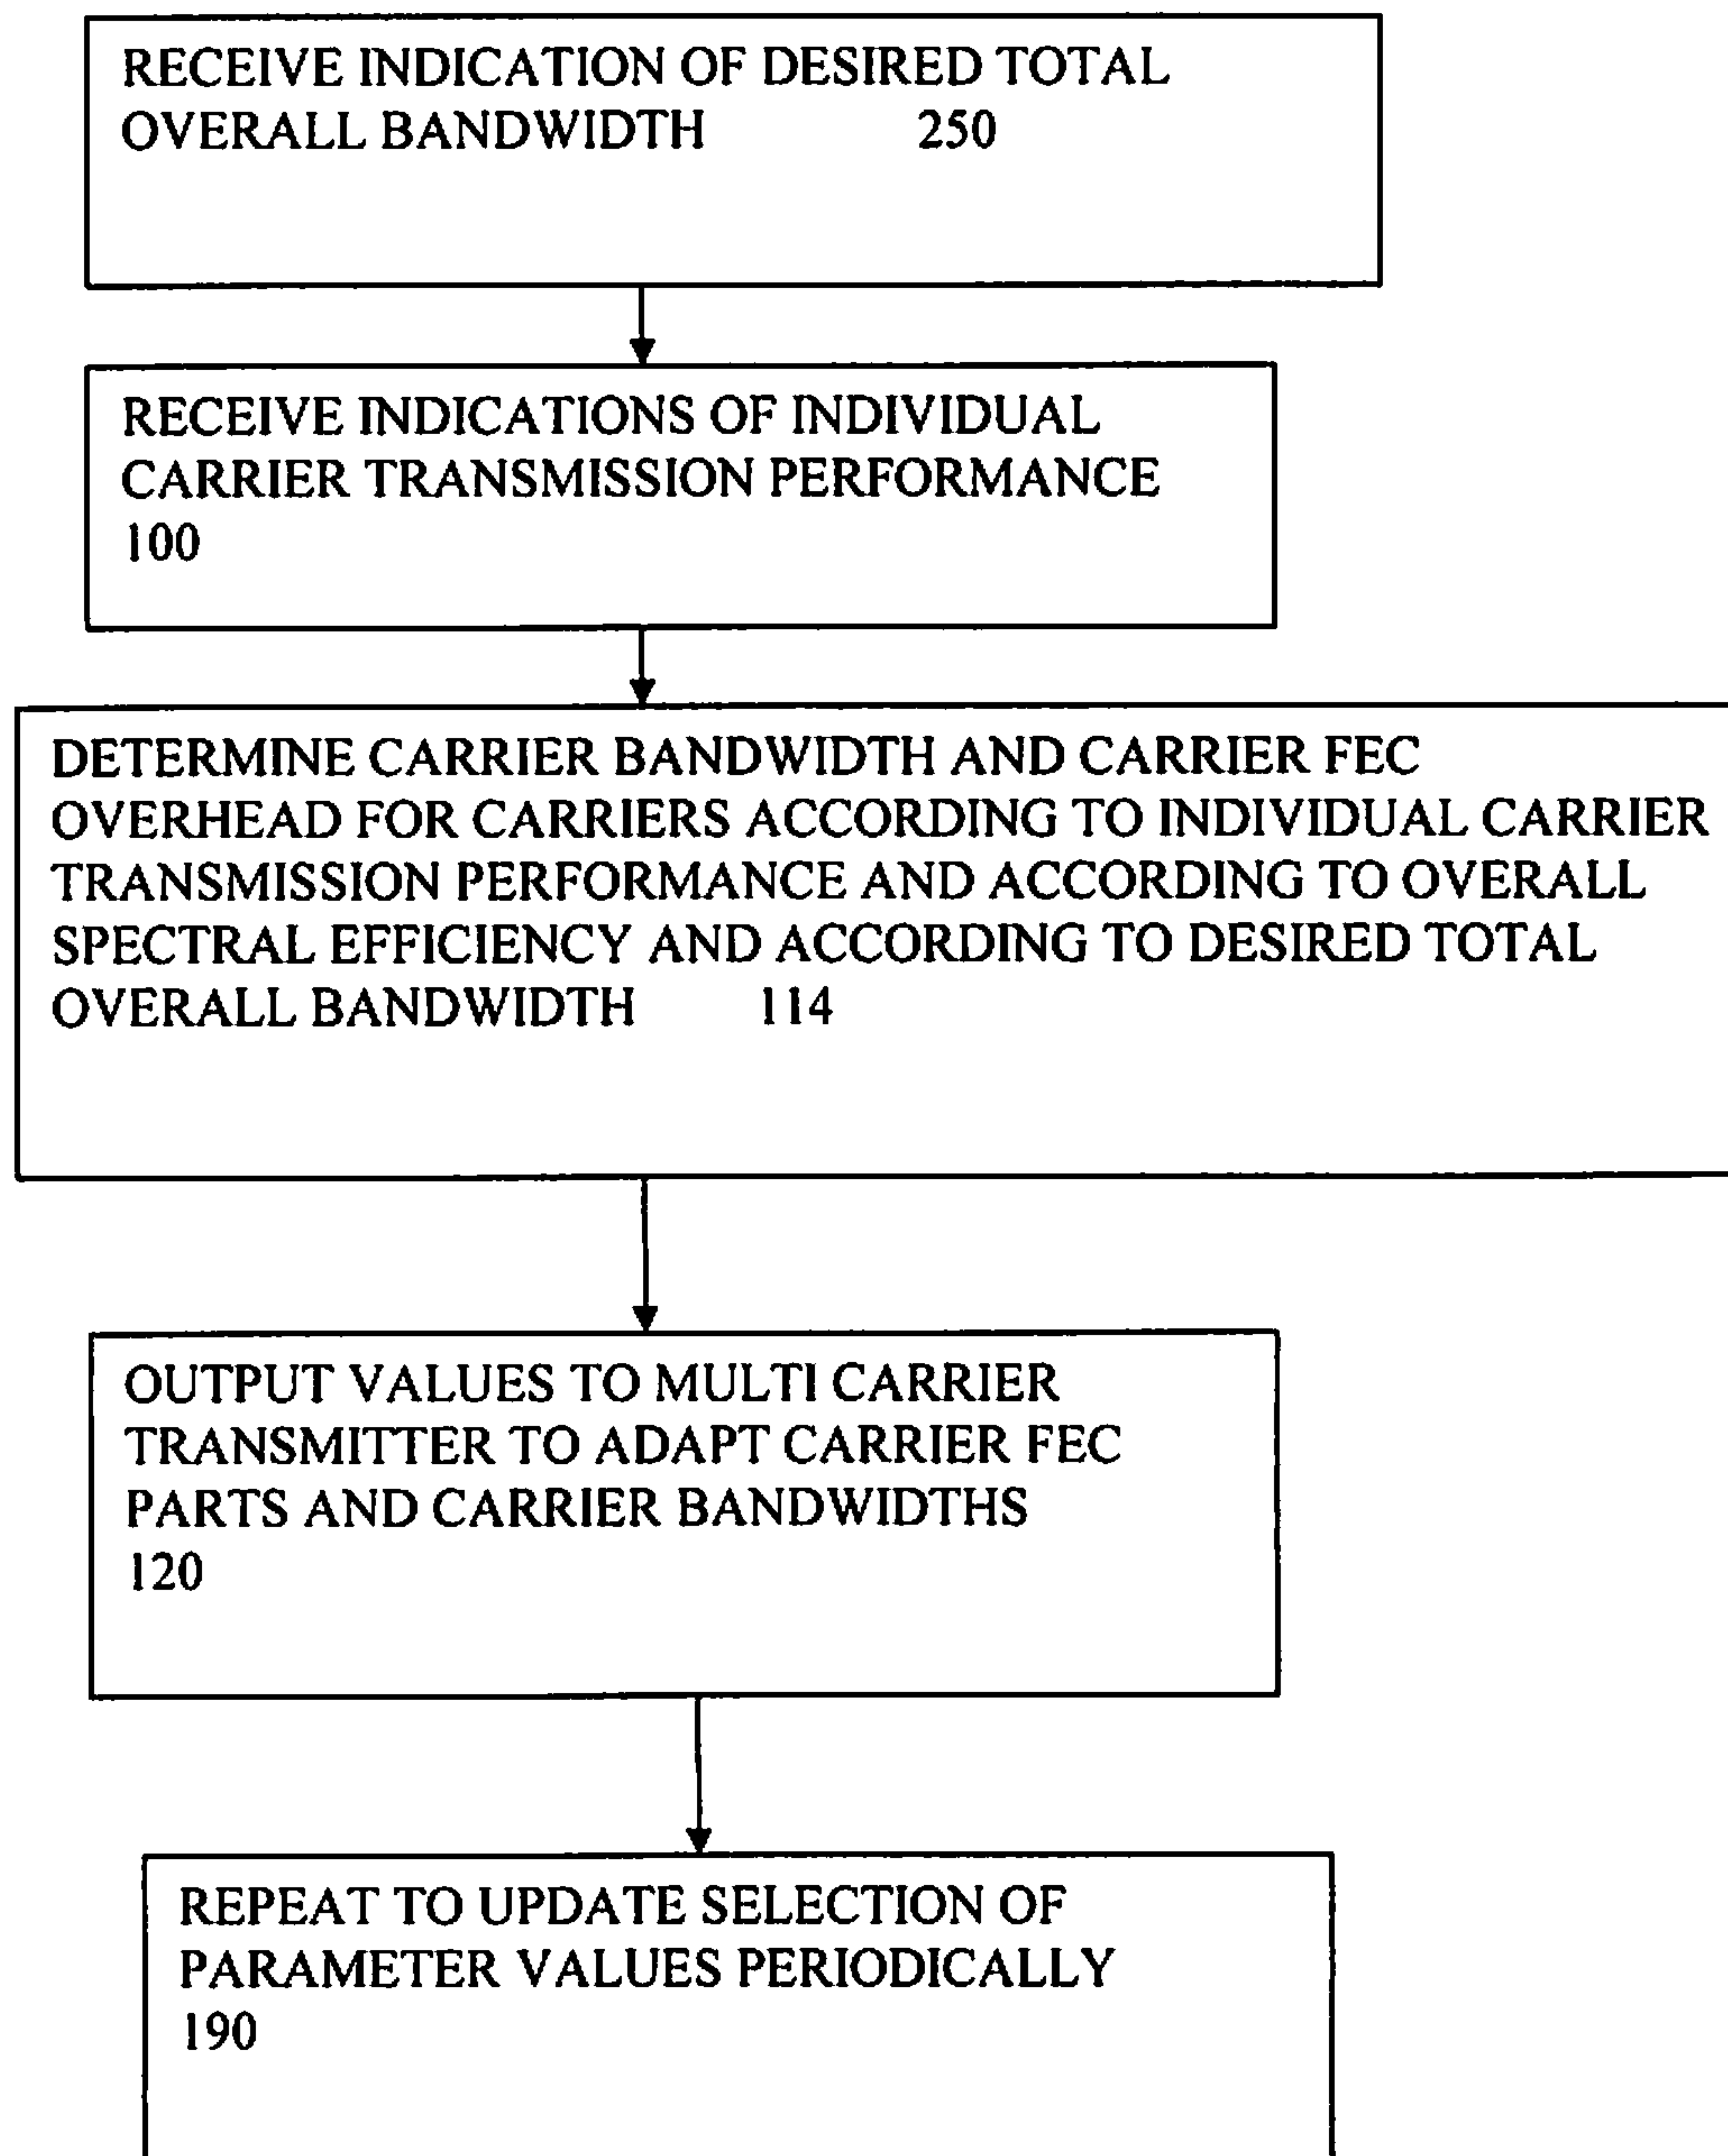 RECEIVE INDICATION OF DESIRED TOTAL
OVERALL BANDWIDTH 250
RECEIVE INDICATIONS OF INDIVIDUAL
CARRIER TRANSMISSION PERFORMANCE
100
DETERMINE CARRIER BANDWIDTH AND CARRIER FEC
OVERHEAD FOR CARRIERS ACCORDING TO INDIVIDUAL CARRIER
TRANSMISSION PERFORMANCE AND ACCORDING TO OVERALL
SPECTRAL EFFICIENCY AND ACCORDING TO DESIRED TOTAL
OVERALL BANDWIDTH 114
OUTPUT VALUES TO MULTI CARRIER
TRANSMITTER TO ADAPT CARRIER FEC
PARTS AND CARRIER BANDWIDTHS
120
REPEAT TO UPDATE SELECTION OF
PARAMETER VALUES PERIODICALLY
190